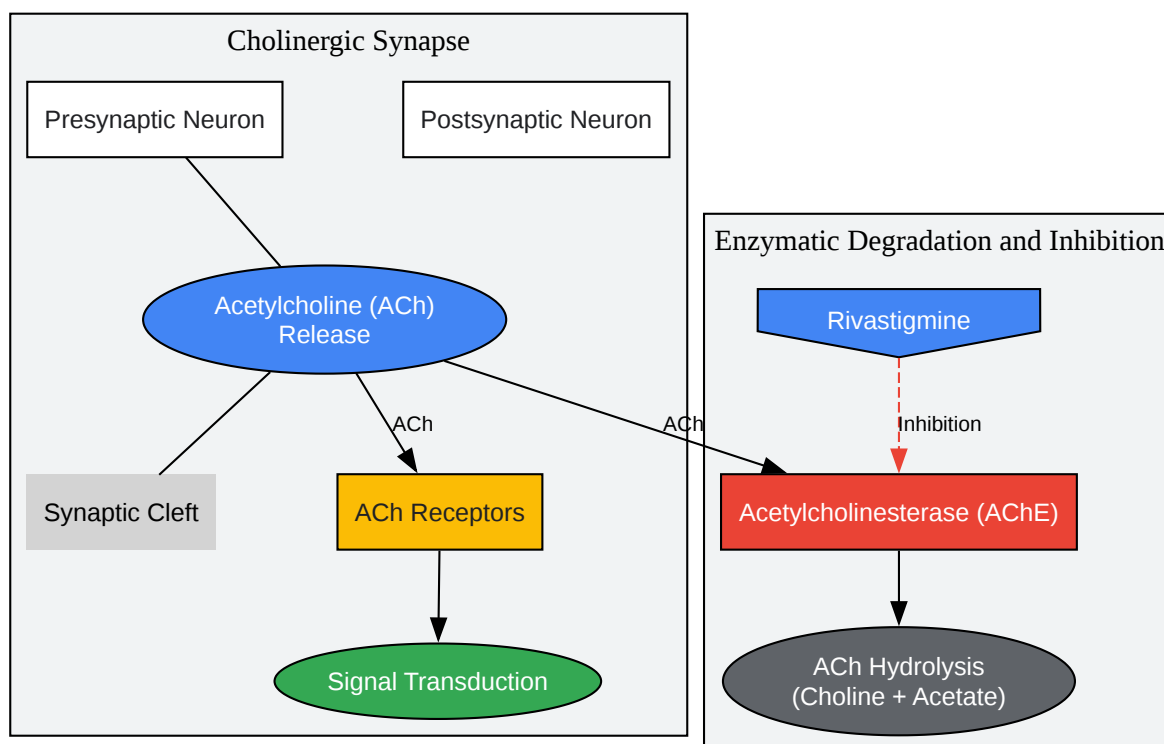 Cholinergic Synapse
Presynaptic Neuron
Postsynaptic Neuron
Acetylcholine (ACh)
Release
ACh
ACh
Synaptic Cleft
ACh Receptors
Signal Transduction
Enzymatic Degradation and Inhibition
Rivastigmine
Inhibition
Acetylcholinesterase (AChE)
ACh Hydrolysis
(Choline + Acetate)